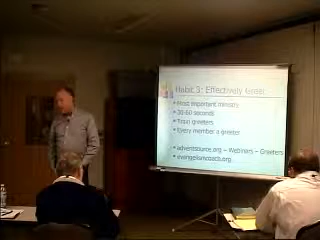 Habit 3: Effectively Greet
• Most important ministry
• 30-60 seconds
• Train greeters
• Every member a greeter
• adventsource.org – Webinars – Greeters
• evangelismcoach.org